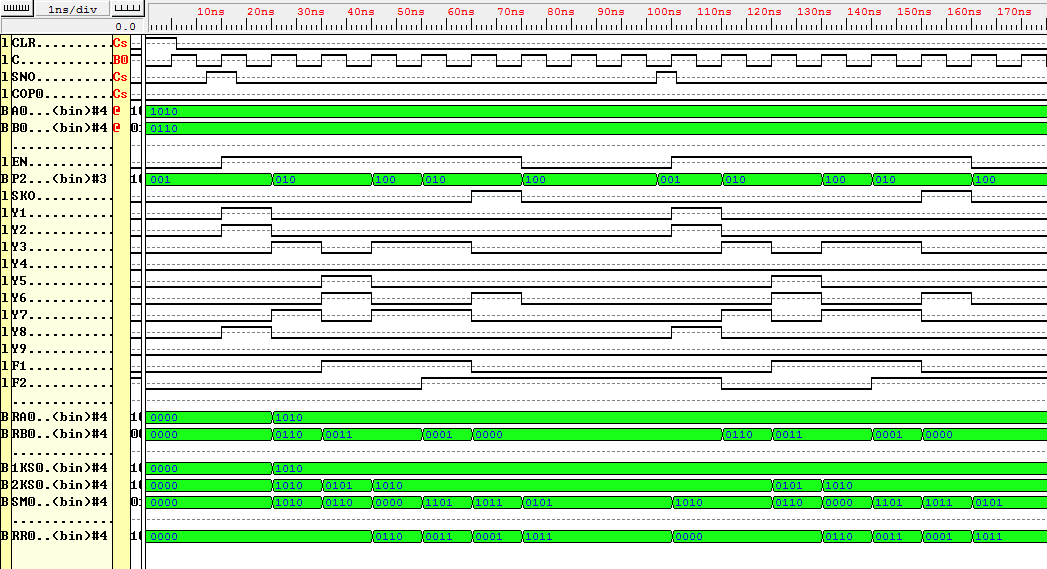 1ns/div 10ns 20ns 30ns 40ns 50ns 60ns 70ns 80ns 90ns 100ns 110ns 120ns 130ns 140ns 150ns 160ns 170ns
0.0
1 CLR.......... Cs
1 C............ B0
1 SNO.......... Cs
1 COP0......... Cs
B A0...(bin)#4 @ 1010
B B0...(bin)#4 @ 0110
1 EN
B P2...(bin)#3 001 010 100 010 100 001 010 100 010 100
1 SKO
1 Y1
1 Y2
1 Y3
1 Y4
1 Y5
1 Y6
1 Y7
1 Y8
1 Y9
1 F1
1 F2
B RA0..(bin)#4 0000 1010
B RB0..(bin)#4 0000 0110 0011 0001 0000 0110 0011 0001 0000
B 1KS0.(bin)#4 0000 1010
B 2KS0.(bin)#4 0000 1010 0101 1010 0101 1010
B SM0..(bin)#4 0000 1010 0110 0000 1101 1011 0101 1010 0110 0000 1101 1011 0101
B RR0..(bin)#4 0000 0110 0011 0001 1011 0000 0110 0011 0001 1011